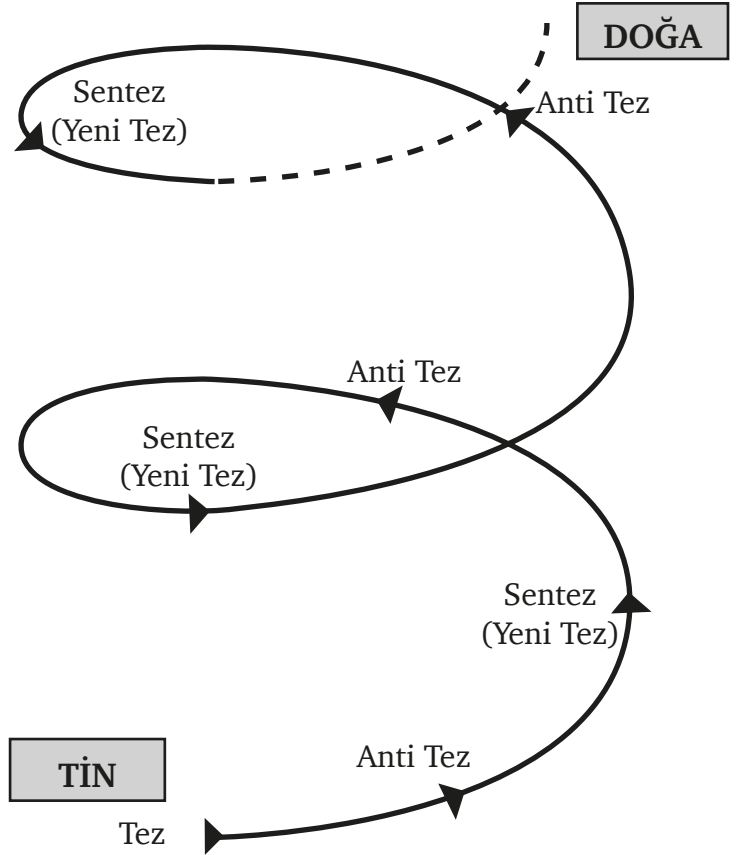 DOĞA
Sentez
(Yeni Tez)
Anti Tez
Anti Tez
Sentez
(Yeni Tez)
Sentez
(Yeni Tez)
Anti Tez
TİN
Tez